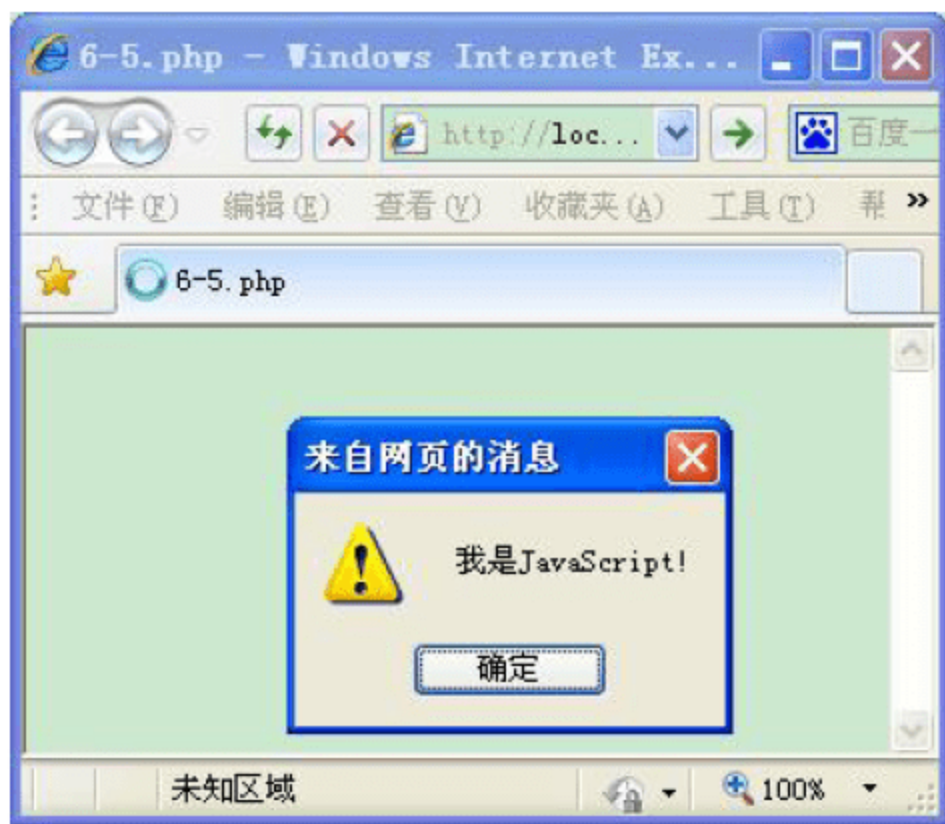 6-5.php - Windows Internet Ex...
http://loc... 百度一
文件(F) 编辑(E) 查看(V) 收藏夹(A) 工具(T) 帮 »
6-5.php
来自网页的消息
我是JavaScript!
确定
未知区域 100%